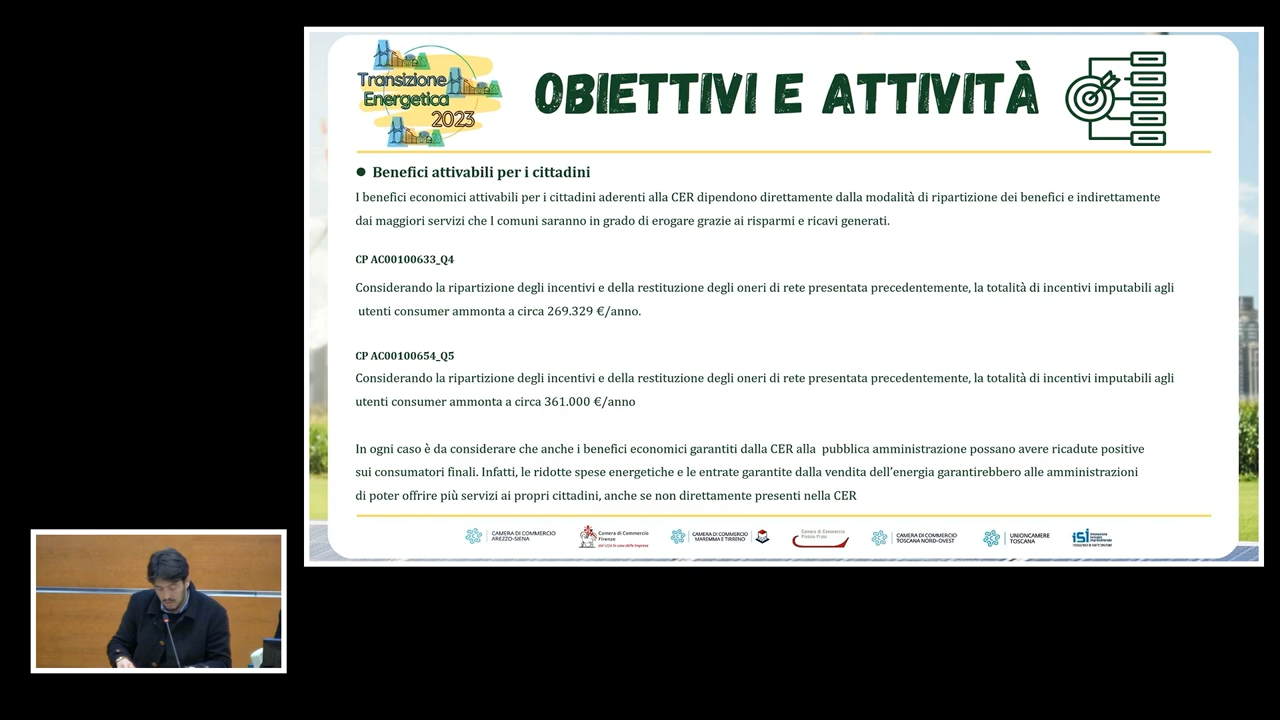 Transizione
Energetica
2023
OBIETTIVI E ATTIVITÀ
● Benefici attivabili per i cittadini
I benefici economici attivabili per i cittadini aderenti alla CER dipendono direttamente dalla modalità di ripartizione dei benefici e indirettamente
dai maggiori servizi che I comuni saranno in grado di erogare grazie ai risparmi e ricavi generati.
CP AC00100633_Q4
Considerando la ripartizione degli incentivi e della restituzione degli oneri di rete presentata precedentemente, la totalità di incentivi imputabili agli
utenti consumer ammonta a circa 269.329 €/anno.
CP AC00100654_Q5
Considerando la ripartizione degli incentivi e della restituzione degli oneri di rete presentata precedentemente, la totalità di incentivi imputabili agli
utenti consumer ammonta a circa 361.000 €/anno
In ogni caso è da considerare che anche i benefici economici garantiti dalla CER alla pubblica amministrazione possano avere ricadute positive
sui consumatori finali. Infatti, le ridotte spese energetiche e le entrate garantite dalla vendita dell'energia garantirebbero alle amministrazioni
di poter offrire più servizi ai propri cittadini, anche se non direttamente presenti nella CER
CAMERA DI COMMERCIO
AREZZO-SIENA
Camera di Commercio
Firenze
CAMERA DI COMMERCIO
MAREMMA E TIRRENO
Camera di Commercio
Pistoia-Prato
CAMERA DI COMMERCIO
TOSCANA NORD-OVEST
UNIONCAMERE
TOSCANA
isi